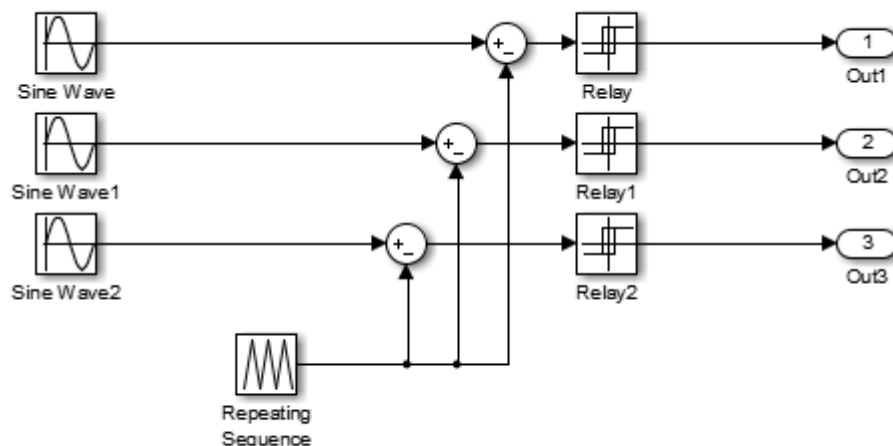 +
-
1
Sine Wave
Relay
Out1
+
-
2
Sine Wave1
Relay1
Out2
+
-
3
Sine Wave2
Relay2
Out3
Repeating
Sequence